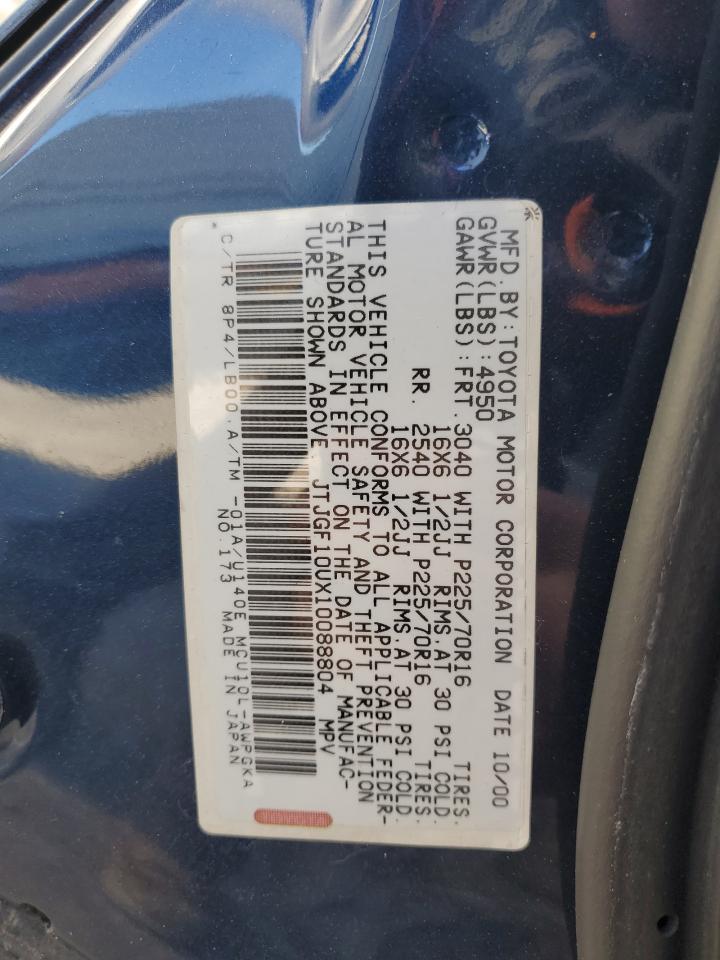 MFD.BY:TOYOTA MOTOR CORPORATION DATE 10/00
GVWR(LBS):4950
GAWR(LBS):FRT.3040 WITH P225/70R16 TIRES.
16X6 1/2JJ RIMS.AT 30 PSI COLD.
RR. 2540 WITH P225/70R16 TIRES.
16X6 1/2JJ RIMS.AT 30 PSI COLD.
THIS VEHICLE CONFORMS TO ALL APPLICABLE FEDER-
AL MOTOR VEHICLE SAFETY AND THEFT PREVENTION
STANDARDS IN EFFECT ON THE DATE OF MANUFAC-
TURE SHOWN ABOVE. JTJGF10UX10088804 MPV
C/TR 8P4/LB00.A/TM -01A/U140E MCU10L-AWPGKA
NO.173 MADE IN JAPAN